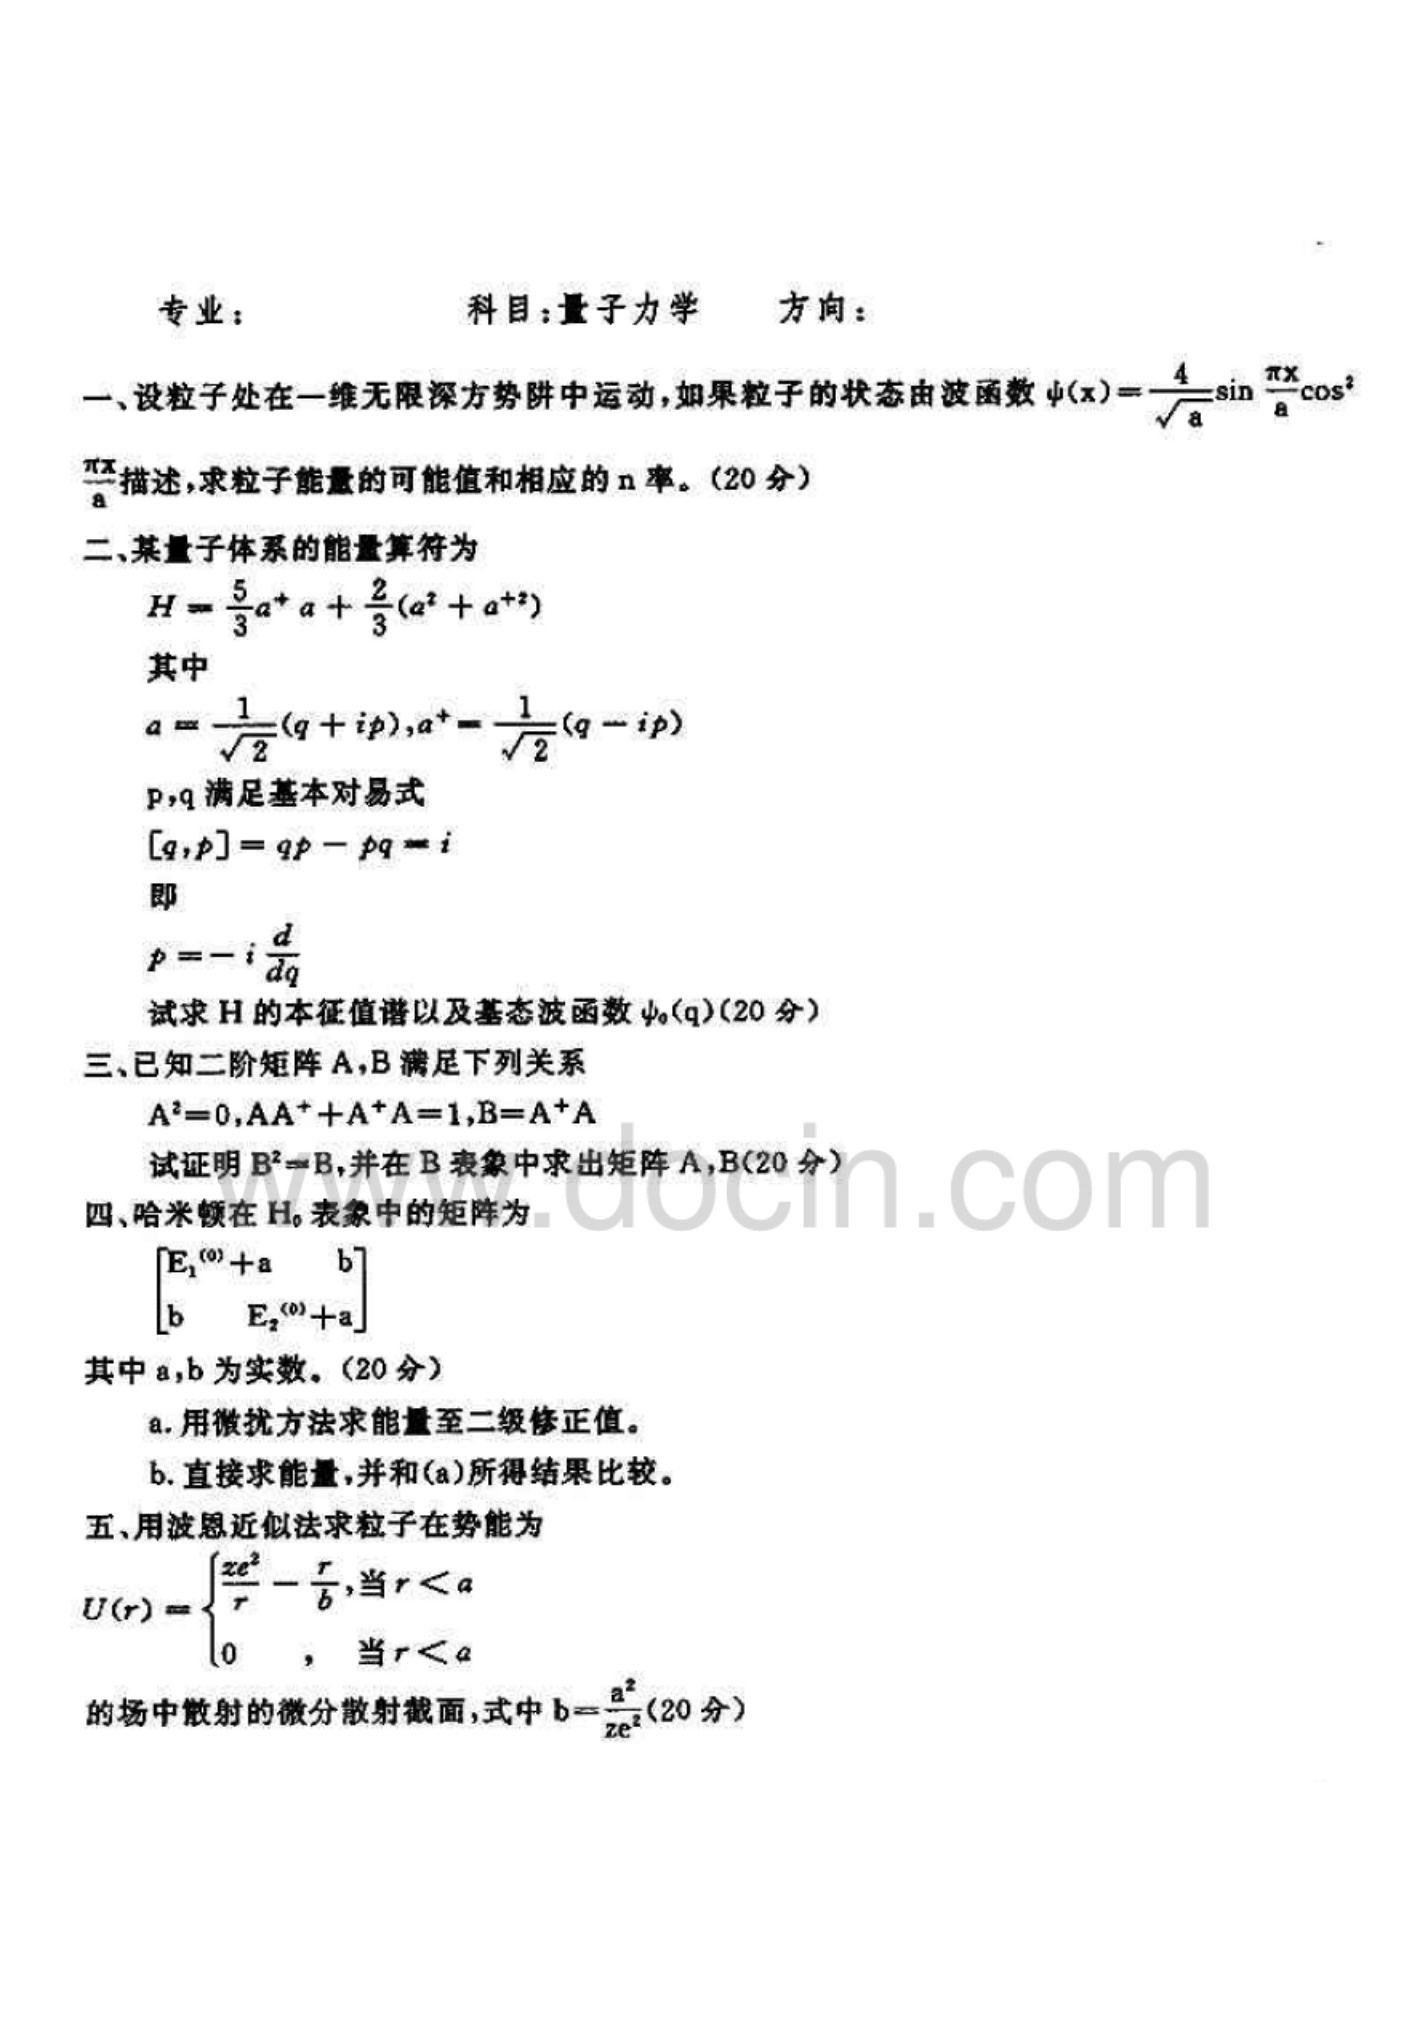 专业: 科目:量子力学 方向:
一、设粒子处在一维无限深方势阱中运动,如果粒子的状态由波函数 ψ(x)=4/√a sin πx/a cos²
πx/a 描述,求粒子能量的可能值和相应的 n 率。(20 分)
二、某量子体系的能量算符为
H = 5/3 a⁺ a + 2/3 (a² + a⁺²)
其中
a = 1/√2 (q + ip), a⁺ = 1/√2 (q − ip)
p,q 满足基本对易式
[q,p] = qp − pq = i
即
p = − i d/dq
试求 H 的本征值谱以及基态波函数 ψ₀(q)(20 分)
三、已知二阶矩阵 A,B 满足下列关系
A²=0,AA⁺+A⁺A=1,B=A⁺A
试证明 B²=B,并在 B 表象中求出矩阵 A,B(20 分)
四、哈米顿在 H₀ 表象中的矩阵为
[E₁⁽⁰⁾+a b]
[b E₂⁽⁰⁾+a]
其中 a,b 为实数。(20 分)
a. 用微扰方法求能量至二级修正值。
b. 直接求能量,并和(a)所得结果比较。
五、用波恩近似法求粒子在势能为
U(r) = { ze²/r − r/b, 当 r < a
0 , 当 r < a
的场中散射的微分散射截面,式中 b=a²/ze² (20 分)
www.docin.com